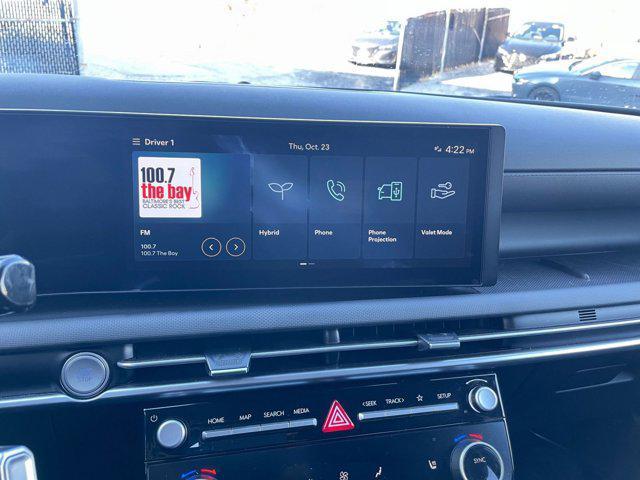 Driver 1
Thu, Oct. 23
4:22 PM
100.7
the bay
BALTIMORE'S BEST
CLASSIC ROCK
FM
100.7
100.7 The Bay
Hybrid
Phone
Phone
Projection
Valet Mode
HOME MAP SEARCH MEDIA
<SEEK TRACK> SETUP
SYNC